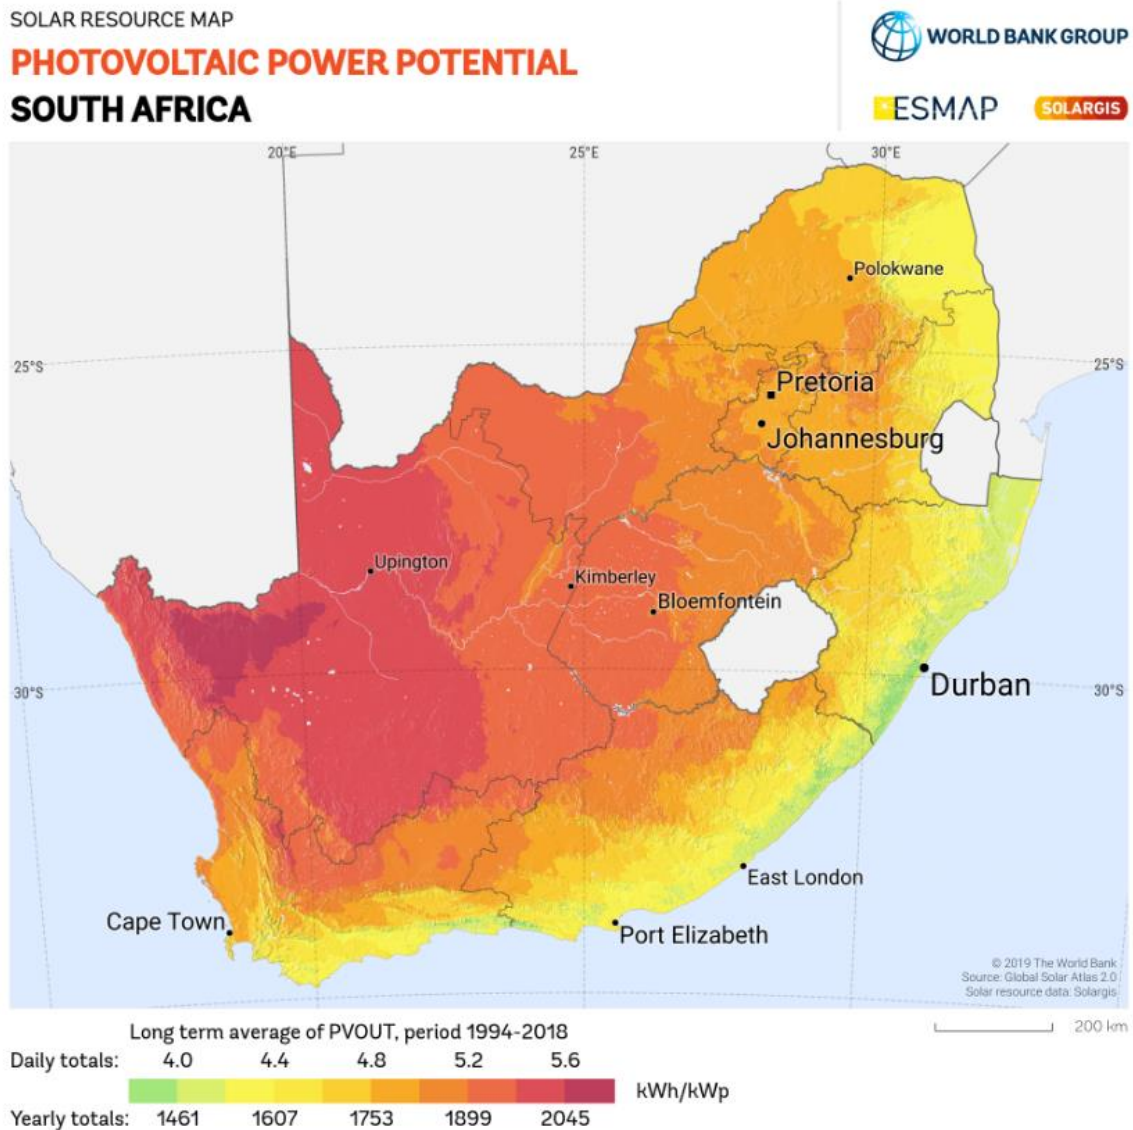 SOLAR RESOURCE MAP
PHOTOVOLTAIC POWER POTENTIAL
SOUTH AFRICA
WORLD BANK GROUP
ESMAP
SOLARGIS
20°E
25°E
30°E
Polokwane
25°S
25°S
Pretoria
Johannesburg
Upington
Kimberley
Bloemfontein
30°S
30°S
Durban
East London
Cape Town
Port Elizabeth
© 2019 The World Bank
Source: Global Solar Atlas 2.0
Solar resource data: Solargis
Long term average of PVOUT, period 1994-2018
200 km
Daily totals: 4.0 4.4 4.8 5.2 5.6
kWh/kWp
Yearly totals: 1461 1607 1753 1899 2045